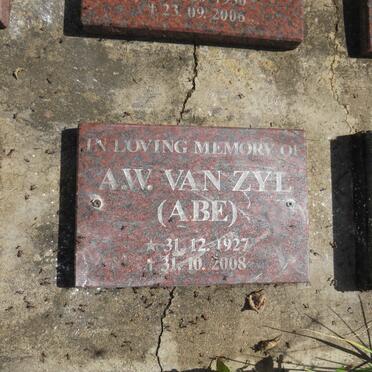 † 23.09.2006
IN LOVING MEMORY OF
A.W. VAN ZYL
(ABE)
★ 31. 12. 1927
† 31. 10. 2008